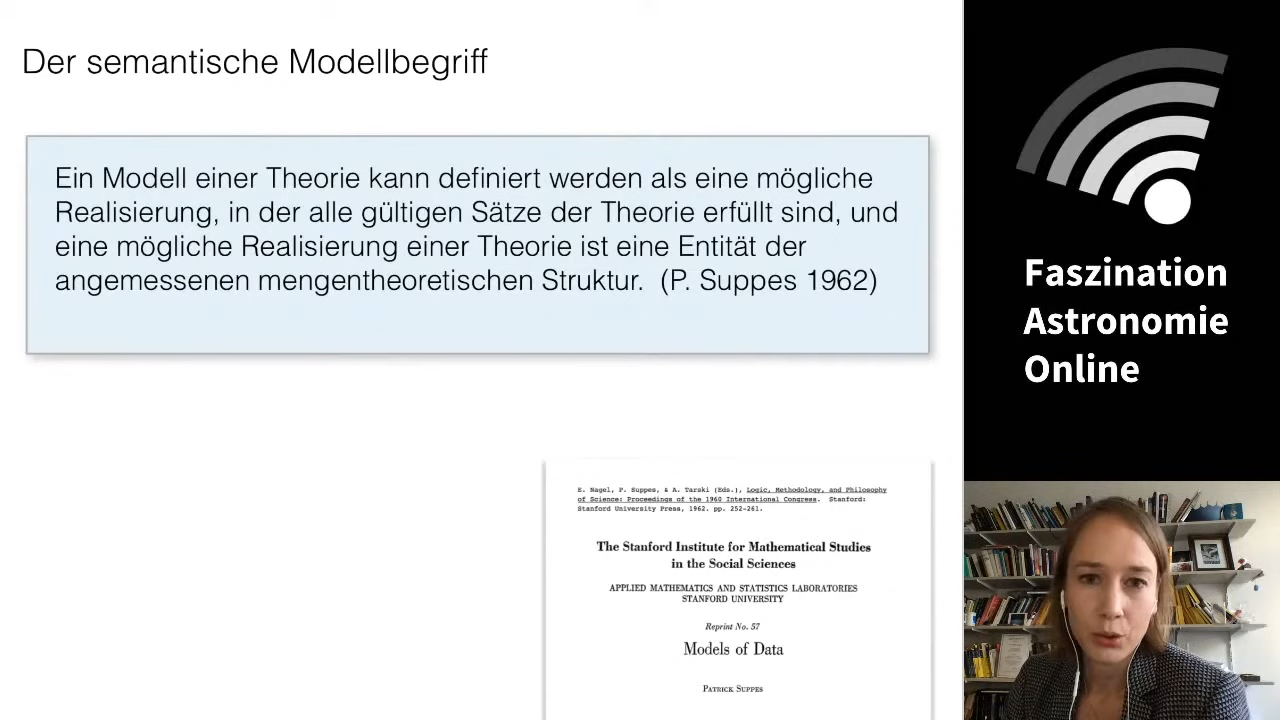 Der semantische Modellbegriff
Ein Modell einer Theorie kann definiert werden als eine mögliche
Realisierung, in der alle gültigen Sätze der Theorie erfüllt sind, und
eine mögliche Realisierung einer Theorie ist eine Entität der
angemessenen mengentheoretischen Struktur. (P. Suppes 1962)
E. Nagel, P. Suppes, & A. Tarski (Eds.), Logic, Methodology, and Philosophy
of Science: Proceedings of the 1960 International Congress. Stanford:
Stanford University Press, 1962. pp. 252-261.
The Stanford Institute for Mathematical Studies
in the Social Sciences
APPLIED MATHEMATICS AND STATISTICS LABORATORIES
STANFORD UNIVERSITY
Reprint No. 57
Models of Data
PATRICK SUPPES
Faszination
Astronomie
Online